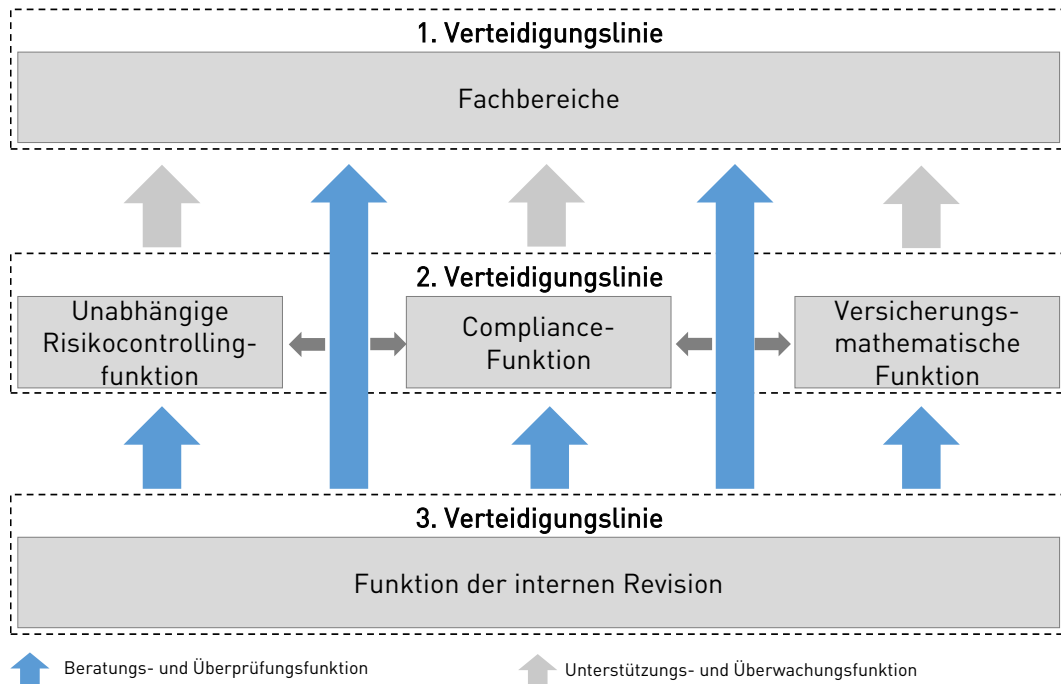 1. Verteidigungslinie
Fachbereiche
2. Verteidigungslinie
Unabhängige
Risikocontrolling-
funktion
Compliance-
Funktion
Versicherungs-
mathematische
Funktion
3. Verteidigungslinie
Funktion der internen Revision
Beratungs- und Überprüfungsfunktion
Unterstützungs- und Überwachungsfunktion